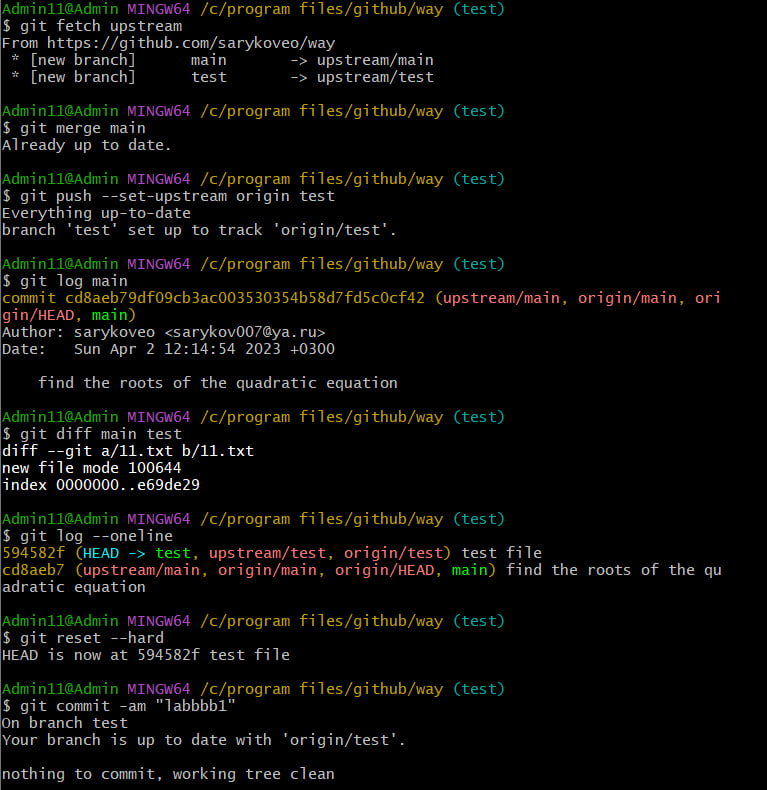 Admin11@Admin MINGW64 /c/program files/github/way (test)
$ git fetch upstream
From https://github.com/sarykoveo/way
 * [new branch]      main       -> upstream/main
 * [new branch]      test       -> upstream/test

Admin11@Admin MINGW64 /c/program files/github/way (test)
$ git merge main
Already up to date.

Admin11@Admin MINGW64 /c/program files/github/way (test)
$ git push --set-upstream origin test
Everything up-to-date
branch 'test' set up to track 'origin/test'.

Admin11@Admin MINGW64 /c/program files/github/way (test)
$ git log main
commit cd8aeb79df09cb3ac003530354b58d7fd5c0cf42 (upstream/main, origin/main, ori
gin/HEAD, main)
Author: sarykoveo <sarykov007@ya.ru>
Date:   Sun Apr 2 12:14:54 2023 +0300

    find the roots of the quadratic equation

Admin11@Admin MINGW64 /c/program files/github/way (test)
$ git diff main test
diff --git a/11.txt b/11.txt
new file mode 100644
index 0000000..e69de29

Admin11@Admin MINGW64 /c/program files/github/way (test)
$ git log --oneline
594582f (HEAD -> test, upstream/test, origin/test) test file
cd8aeb7 (upstream/main, origin/main, origin/HEAD, main) find the roots of the qu
adratic equation

Admin11@Admin MINGW64 /c/program files/github/way (test)
$ git reset --hard
HEAD is now at 594582f test file

Admin11@Admin MINGW64 /c/program files/github/way (test)
$ git commit -am "labbbb1"
On branch test
Your branch is up to date with 'origin/test'.

nothing to commit, working tree clean